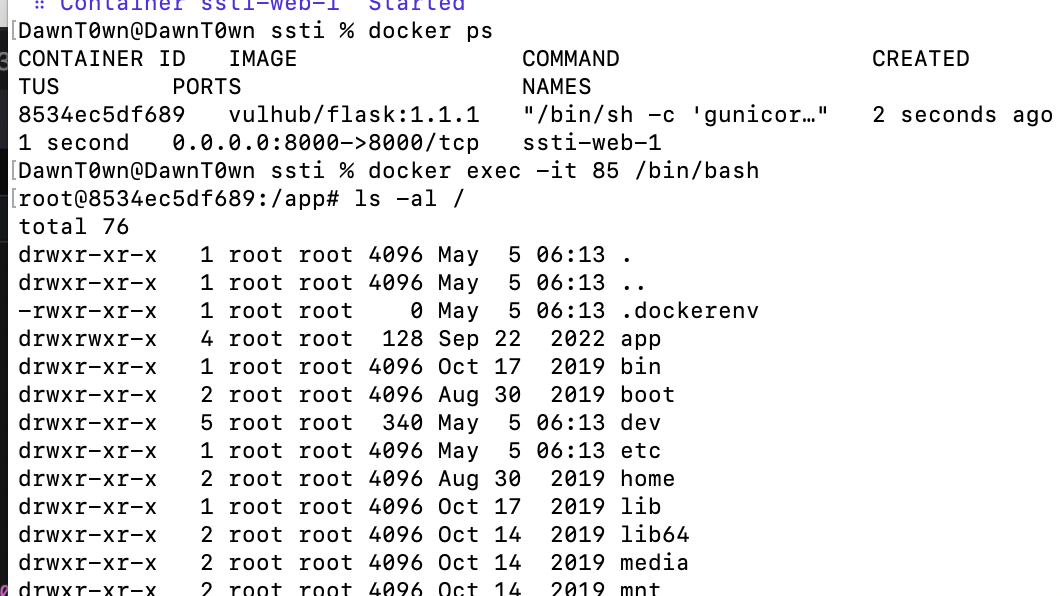 ⠿ Container ssti-web-1  Started
[DawnT0wn@DawnT0wn ssti % docker ps
CONTAINER ID   IMAGE                COMMAND                  CREATED
TUS        PORTS                    NAMES
8534ec5df689   vulhub/flask:1.1.1   "/bin/sh -c 'gunicor…"   2 seconds ago
1 second   0.0.0.0:8000->8000/tcp   ssti-web-1
[DawnT0wn@DawnT0wn ssti % docker exec -it 85 /bin/bash
[root@8534ec5df689:/app# ls -al /
total 76
drwxr-xr-x   1 root root 4096 May  5 06:13 .
drwxr-xr-x   1 root root 4096 May  5 06:13 ..
-rwxr-xr-x   1 root root    0 May  5 06:13 .dockerenv
drwxrwxr-x   4 root root  128 Sep 22  2022 app
drwxr-xr-x   1 root root 4096 Oct 17  2019 bin
drwxr-xr-x   2 root root 4096 Aug 30  2019 boot
drwxr-xr-x   5 root root  340 May  5 06:13 dev
drwxr-xr-x   1 root root 4096 May  5 06:13 etc
drwxr-xr-x   2 root root 4096 Aug 30  2019 home
drwxr-xr-x   1 root root 4096 Oct 17  2019 lib
drwxr-xr-x   2 root root 4096 Oct 14  2019 lib64
drwxr-xr-x   2 root root 4096 Oct 14  2019 media
drwxr-xr-x   2 root root 4096 Oct 14  2019 mnt